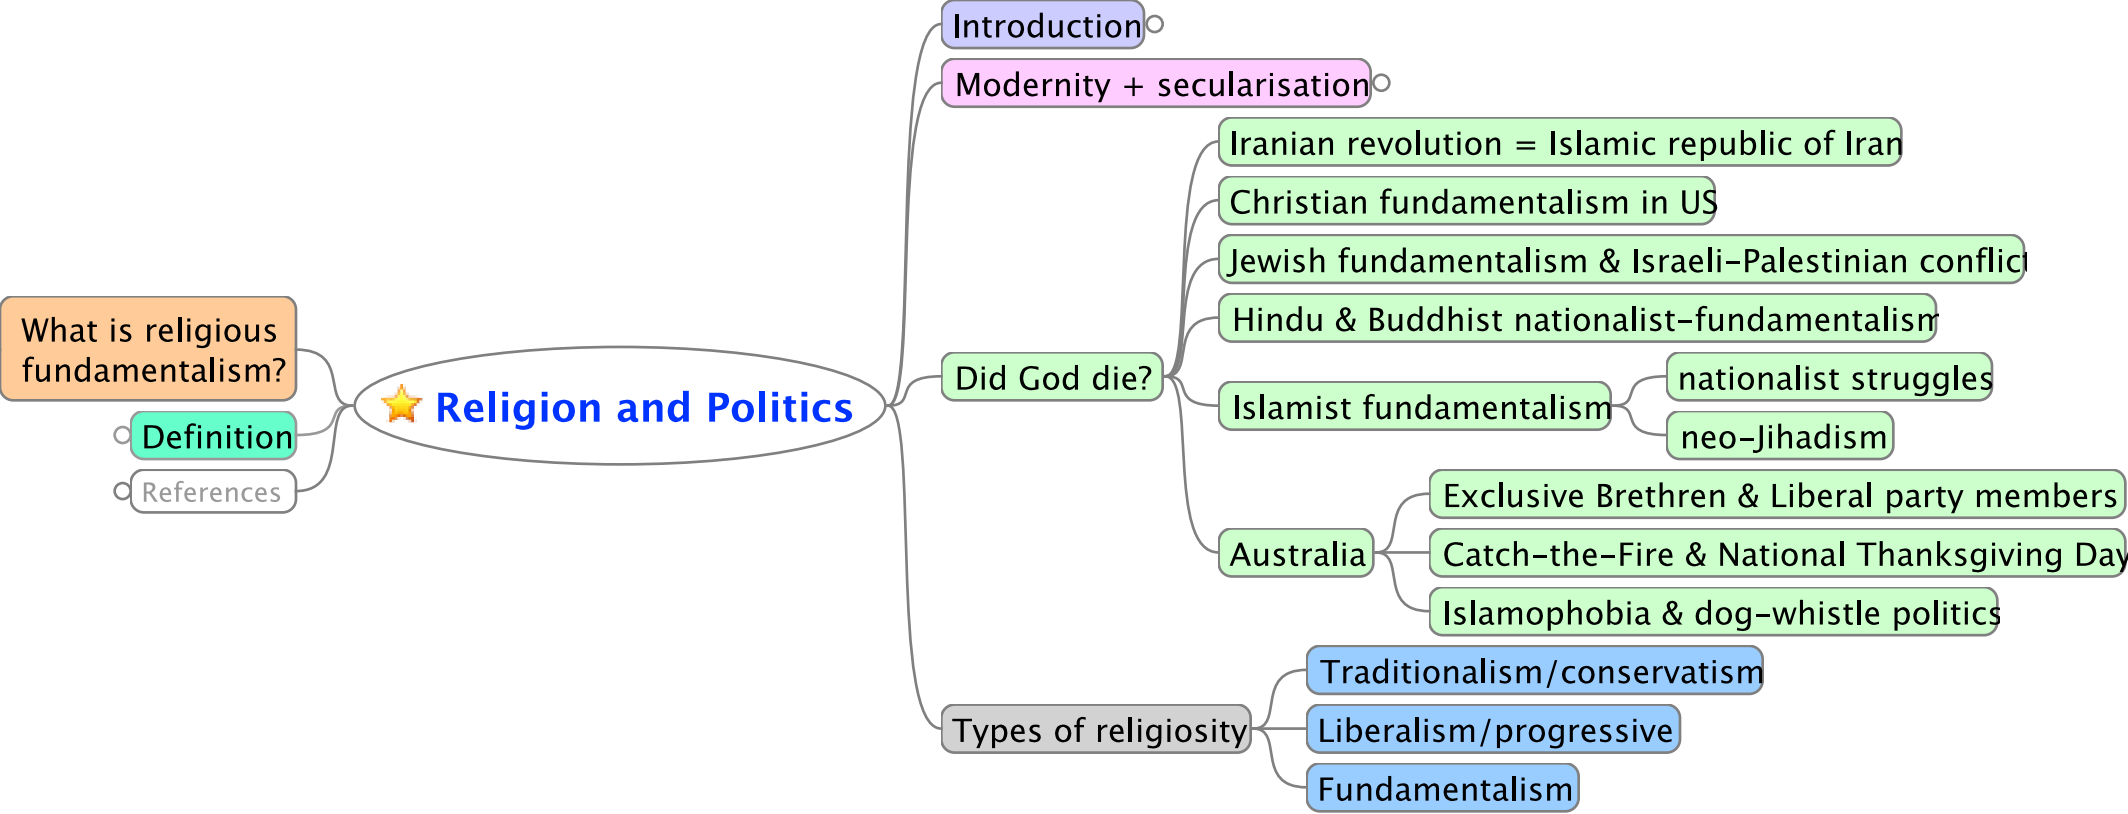 Introduction
Modernity + secularisation
Iranian revolution = Islamic republic of Iran
Christian fundamentalism in US
Jewish fundamentalism & Israeli-Palestinian conflict
Hindu & Buddhist nationalist-fundamentalism
Did God die?
Islamist fundamentalism
nationalist struggles
neo-Jihadism
Australia
Exclusive Brethren & Liberal party members
Catch-the-Fire & National Thanksgiving Day
Islamophobia & dog-whistle politics
Types of religiosity
Traditionalism/conservatism
Liberalism/progressive
Fundamentalism
Religion and Politics
What is religious
fundamentalism?
Definition
References